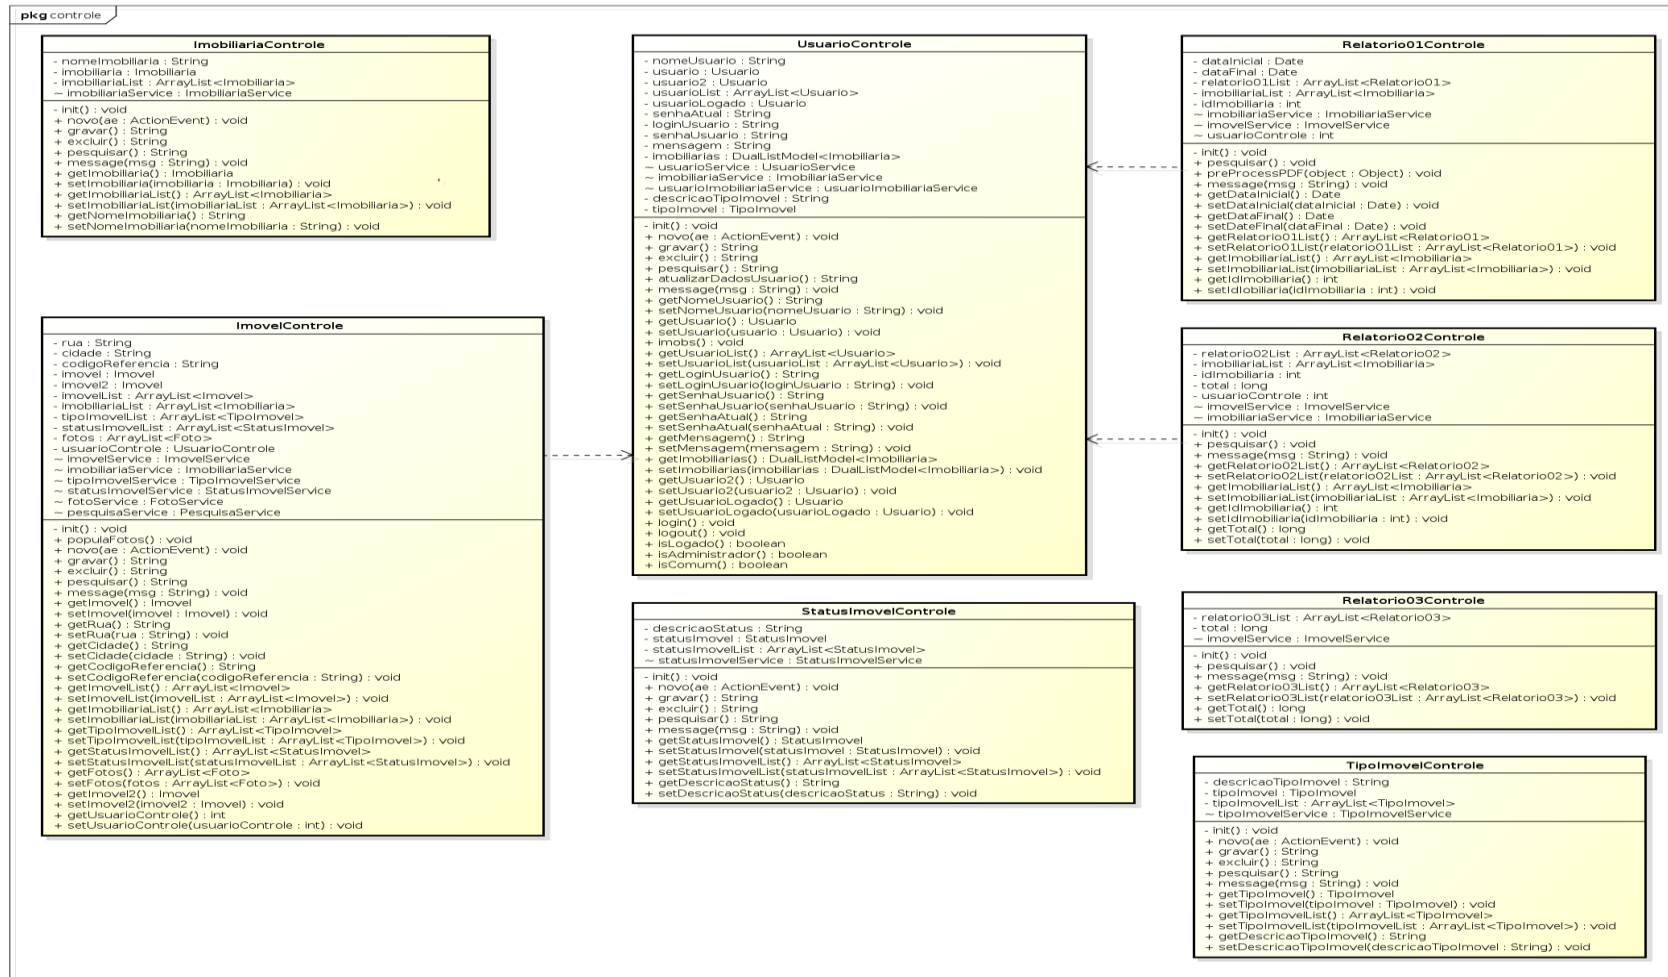 pkg controle
ImobiliariaControle
- nomeImobiliaria : String
- imobiliaria : Imobiliaria
- imobiliariaList : ArrayList<Imobiliaria>
~ imobiliariaService : ImobiliariaService
- init() : void
+ novo(ae : ActionEvent) : void
+ gravar() : String
+ excluir() : String
+ pesquisar() : String
+ message(msg : String) : void
+ getImobiliaria() : Imobiliaria
+ setImobiliaria(imobiliaria : Imobiliaria) : void
+ getImobiliariaList() : ArrayList<Imobiliaria>
+ setImobiliariaList(imobiliariaList : ArrayList<Imobiliaria>) : void
+ getNomeImobiliaria() : String
+ setNomeImobiliaria(nomeImobiliaria : String) : void
ImovelControle
- rua : String
- cidade : String
- codigoReferencia : String
- imovel : Imovel
- imovel2 : Imovel
- imovelList : ArrayList<Imovel>
- imobiliariaList : ArrayList<Imobiliaria>
- tipoImovelList : ArrayList<TipoImovel>
- statusImovelList : ArrayList<StatusImovel>
- fotos : ArrayList<Foto>
- usuarioControle : UsuarioControle
~ imovelService : ImovelService
~ imobiliariaService : ImobiliariaService
~ tipoImovelService : TipoImovelService
~ statusImovelService : StatusImovelService
~ fotoService : FotoService
~ pesquisaService : PesquisaService
- init() : void
+ populaFotos() : void
+ novo(ae : ActionEvent) : void
+ gravar() : String
+ excluir() : String
+ pesquisar() : String
+ message(msg : String) : void
+ getImovel() : Imovel
+ setImovel(imovel : Imovel) : void
+ getRua() : String
+ setRua(rua : String) : void
+ getCidade() : String
+ setCidade(cidade : String) : void
+ getCodigoReferencia() : String
+ setCodigoReferencia(codigoReferencia : String) : void
+ getImovelList() : ArrayList<Imovel>
+ setImovelList(imovelList : ArrayList<Imovel>) : void
+ getImobiliariaList() : ArrayList<Imobiliaria>
+ setImobiliariaList(imobiliariaList : ArrayList<Imobiliaria>) : void
+ getTipoImovelList() : ArrayList<TipoImovel>
+ setTipoImovelList(tipoImovelList : ArrayList<TipoImovel>) : void
+ getStatusImovelList() : ArrayList<StatusImovel>
+ setStatusImovelList(statusImovelList : ArrayList<StatusImovel>) : void
+ getFotos() : ArrayList<Foto>
+ setFotos(fotos : ArrayList<Foto>) : void
+ getImovel2() : Imovel
+ setImovel2(imovel2 : Imovel) : void
+ getUsuarioControle() : int
+ setUsuarioControle(usuarioControle : int) : void
UsuarioControle
- nomeUsuario : String
- usuario : Usuario
- usuario2 : Usuario
- usuarioList : ArrayList<Usuario>
- usuarioLogado : Usuario
- senhaAtual : String
- loginUsuario : String
- senhaUsuario : String
- mensagem : String
- imobiliarias : DualListModel<Imobiliaria>
~ usuarioService : UsuarioService
~ imobiliariaService : ImobiliariaService
~ usuarioImobiliariaService : usuarioImobiliariaService
- descricaoTipoImovel : String
- tipoImovel : TipoImovel
- init() : void
+ novo(ae : ActionEvent) : void
+ gravar() : String
+ excluir() : String
+ pesquisar() : String
+ atualizarDadosUsuario() : String
+ message(msg : String) : void
+ getNomeUsuario() : String
+ setNomeUsuario(nomeUsuario : String) : void
+ getUsuario() : Usuario
+ setUsuario(usuario : Usuario) : void
+ imobs() : void
+ getUsuarioList() : ArrayList<Usuario>
+ setUsuarioList(usuarioList : ArrayList<Usuario>) : void
+ getLoginUsuario() : String
+ setLoginUsuario(loginUsuario : String) : void
+ getSenhaUsuario() : String
+ setSenhaUsuario(senhaUsuario : String) : void
+ getSenhaAtual() : String
+ setSenhaAtual(senhaAtual : String) : void
+ getMensagem() : String
+ setMensagem(mensagem : String) : void
+ getImobiliarias() : DualListModel<Imobiliaria>
+ setImobiliarias(imobiliarias : DualListModel<Imobiliaria>) : void
+ getUsuario2() : Usuario
+ setUsuario2(usuario2 : Usuario) : void
+ getUsuarioLogado() : Usuario
+ setUsuarioLogado(usuarioLogado : Usuario) : void
+ login() : void
+ logout() : void
+ isLogado() : boolean
+ isAdministrador() : boolean
+ isComum() : boolean
StatusImovelControle
- descricaoStatus : String
- statusImovel : StatusImovel
- statusImovelList : ArrayList<StatusImovel>
~ statusImovelService : StatusImovelService
- init() : void
+ novo(ae : ActionEvent) : void
+ gravar() : String
+ excluir() : String
+ pesquisar() : String
+ message(msg : String) : void
+ getStatusImovel() : StatusImovel
+ setStatusImovel(statusImovel : StatusImovel) : void
+ getStatusImovelList() : ArrayList<StatusImovel>
+ setStatusImovelList(statusImovelList : ArrayList<StatusImovel>) : void
+ getDescricaoStatus() : String
+ setDescricaoStatus(descricaoStatus : String) : void
Relatorio01Controle
- dataInicial : Date
- dataFinal : Date
- relatorio01List : ArrayList<Relatorio01>
- imobiliariaList : ArrayList<Imobiliaria>
- idImobiliaria : int
~ imobiliariaService : ImobiliariaService
~ imovelService : ImovelService
~ usuarioControle : int
- init() : void
+ pesquisar() : void
+ preProcessPDF(object : Object) : void
+ message(msg : String) : void
+ getDataInicial() : Date
+ setDataInicial(dataInicial : Date) : void
+ getDataFinal() : Date
+ setDateFinal(dataFinal : Date) : void
+ getRelatorio01List() : ArrayList<Relatorio01>
+ setRelatorio01List(relatorio01List : ArrayList<Relatorio01>) : void
+ getImobiliariaList() : ArrayList<Imobiliaria>
+ setImobiliariaList(imobiliariaList : ArrayList<Imobiliaria>) : void
+ getIdImobiliaria() : int
+ setIdIobiliaria(idImobiliaria : int) : void
Relatorio02Controle
- relatorio02List : ArrayList<Relatorio02>
- imobiliariaList : ArrayList<Imobiliaria>
- idImobiliaria : int
- total : long
- usuarioControle : int
~ imovelService : ImovelService
~ imobiliariaService : ImobiliariaService
- init() : void
+ pesquisar() : void
+ message(msg : String) : void
+ getRelatorio02List() : ArrayList<Relatorio02>
+ setRelatorio02List(relatorio02List : ArrayList<Relatorio02>) : void
+ getImobiliariaList() : ArrayList<Imobiliaria>
+ setImobiliariaList(imobiliariaList : ArrayList<Imobiliaria>) : void
+ getIdImobiliaria() : int
+ setIdImobiliaria(idImobiliaria : int) : void
+ getTotal() : long
+ setTotal(total : long) : void
Relatorio03Controle
- relatorio03List : ArrayList<Relatorio03>
- total : long
~ imovelService : ImovelService
- init() : void
+ pesquisar() : void
+ message(msg : String) : void
+ getRelatorio03List() : ArrayList<Relatorio03>
+ setRelatorio03List(relatorio03List : ArrayList<Relatorio03>) : void
+ getTotal() : long
+ setTotal(total : long) : void
TipoImovelControle
- descricaoTipoImovel : String
- tipoImovel : TipoImovel
- tipoImovelList : ArrayList<TipoImovel>
~ tipoImovelService : TipoImovelService
- init() : void
+ novo(ae : ActionEvent) : void
+ gravar() : String
+ excluir() : String
+ pesquisar() : String
+ message(msg : String) : void
+ getTipoImovel() : TipoImovel
+ setTipoImovel(tipoImovel : TipoImovel) : void
+ getTipoImovelList() : ArrayList<TipoImovel>
+ setTipoImovelList(tipoImovelList : ArrayList<TipoImovel>) : void
+ getDescricaoTipoImovel() : String
+ setDescricaoTipoImovel(descricaoTipoImovel : String) : void